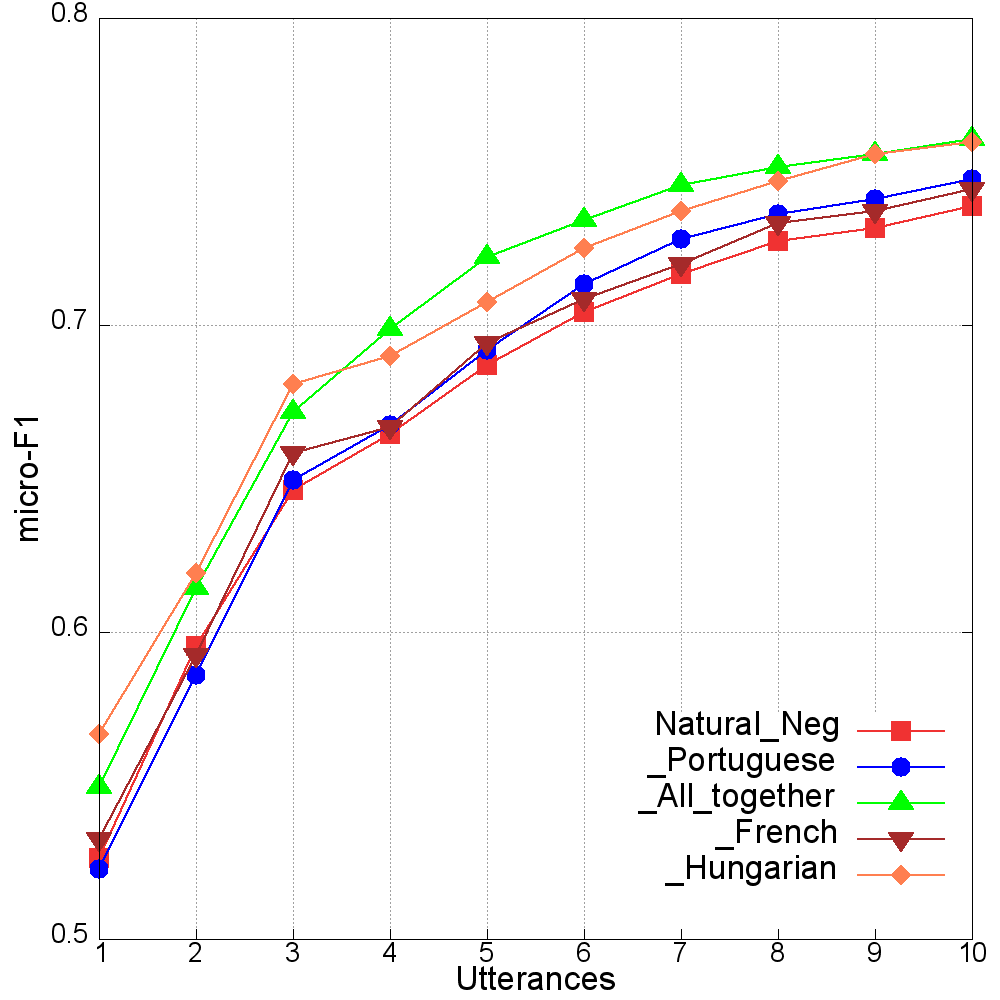 0.8
0.7
0.6
0.5
micro-F1
Natural_Neg
_Portuguese
_All_together
_French
_Hungarian
1 2 3 4 5 6 7 8 9 10
Utterances